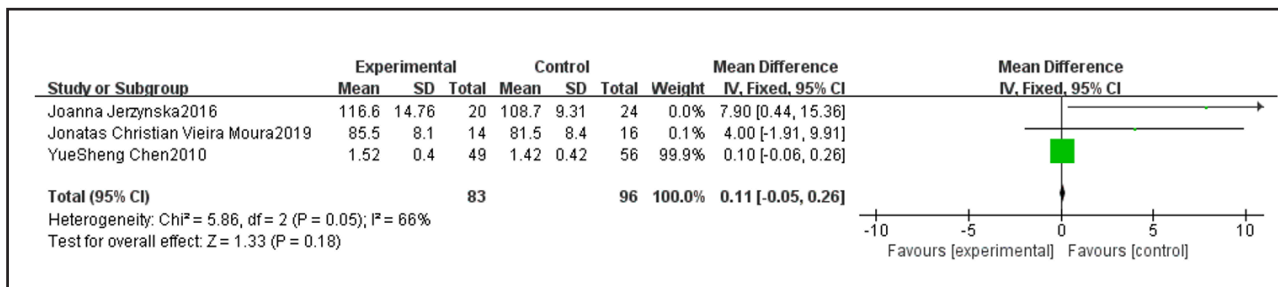 Experimental Control Mean Difference Mean Difference
Study or Subgroup Mean SD Total Mean SD Total Weight IV, Fixed, 95% CI IV, Fixed, 95% CI
Joanna Jerzynska2016 116.6 14.76 20 108.7 9.31 24 0.0% 7.90 [0.44, 15.36]
Jonatas Christian Vieira Moura2019 85.5 8.1 14 81.5 8.4 16 0.1% 4.00 [-1.91, 9.91]
YueSheng Chen2010 1.52 0.4 49 1.42 0.42 56 99.9% 0.10 [-0.06, 0.26]
Total (95% CI) 83 96 100.0% 0.11 [-0.05, 0.26]
Heterogeneity: Chi² = 5.86, df = 2 (P = 0.05); I² = 66%
Test for overall effect: Z = 1.33 (P = 0.18)
-10 -5 0 5 10
Favours [experimental] Favours [control]